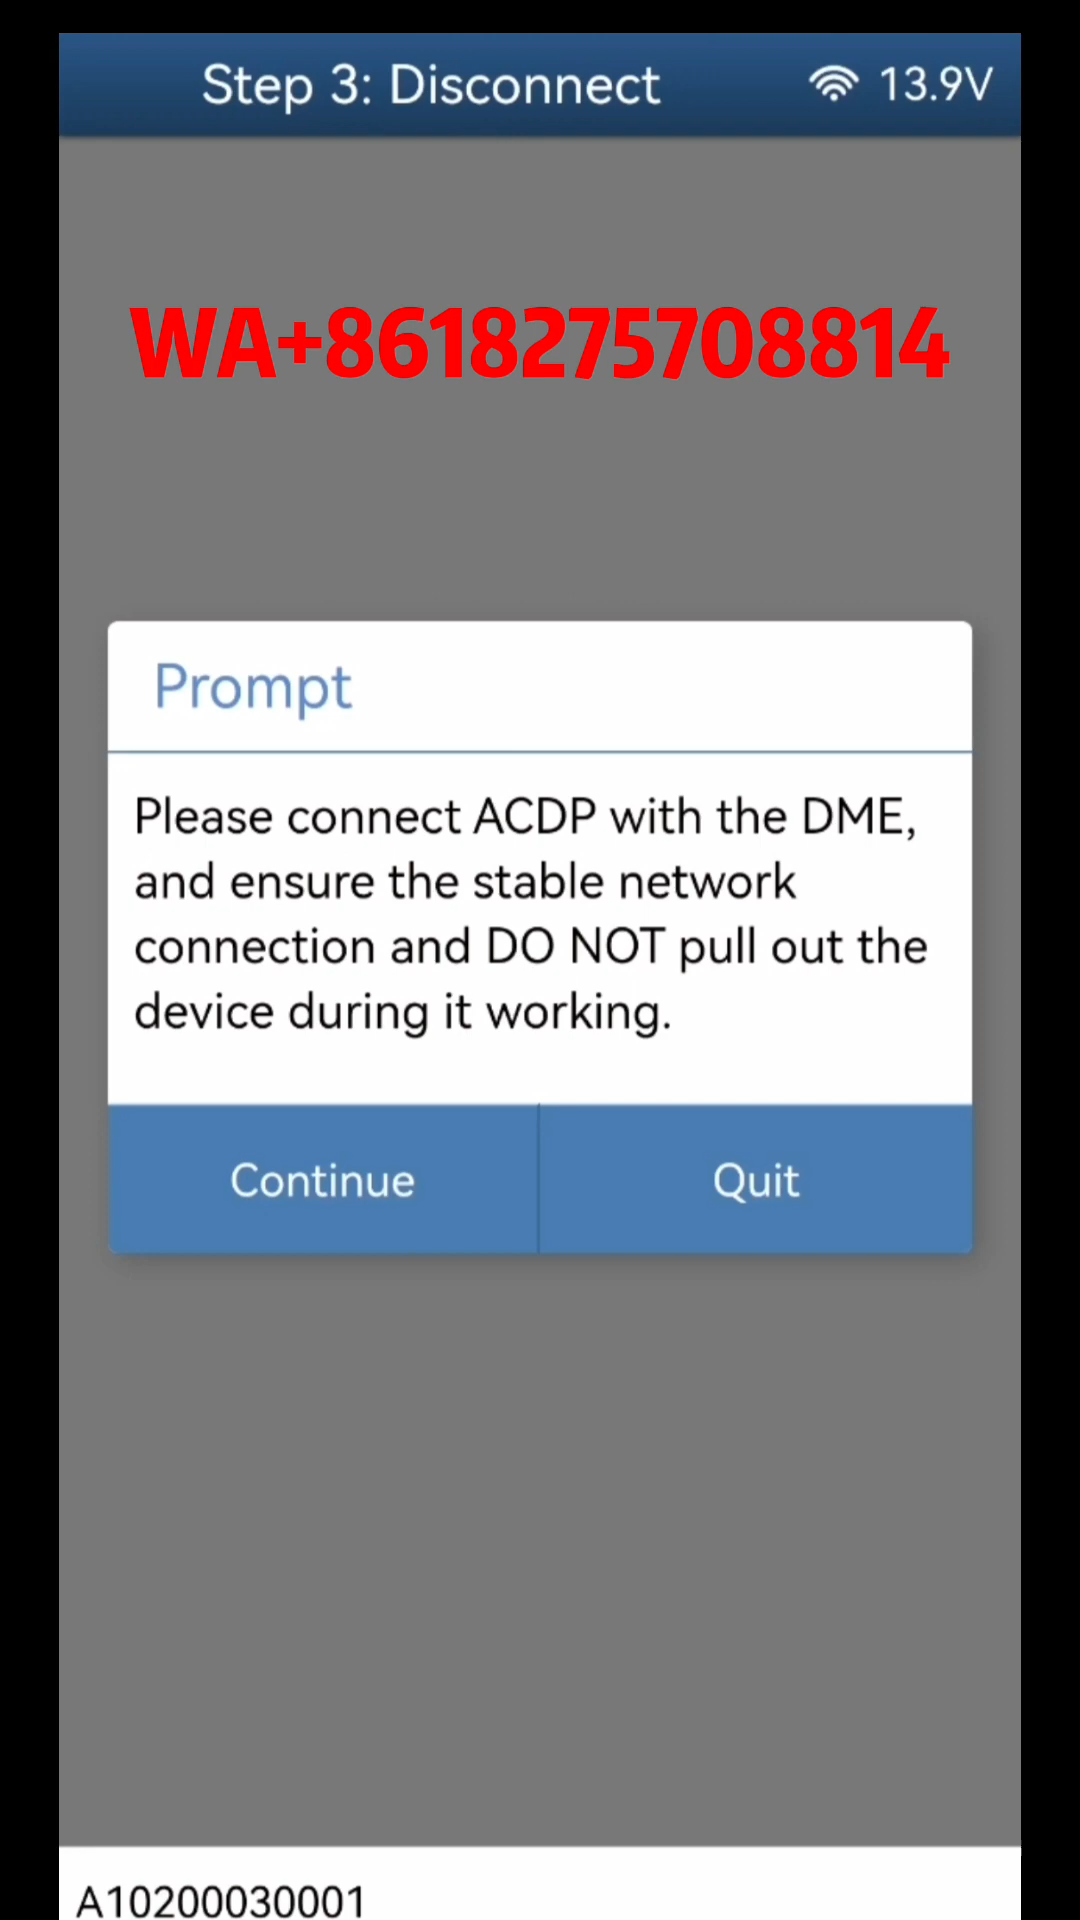 Step 3: Disconnect 13.9V
WA+8618275708814
Prompt
Please connect ACDP with the DME,
and ensure the stable network
connection and DO NOT pull out the
device during it working.
Continue Quit
A10200030001